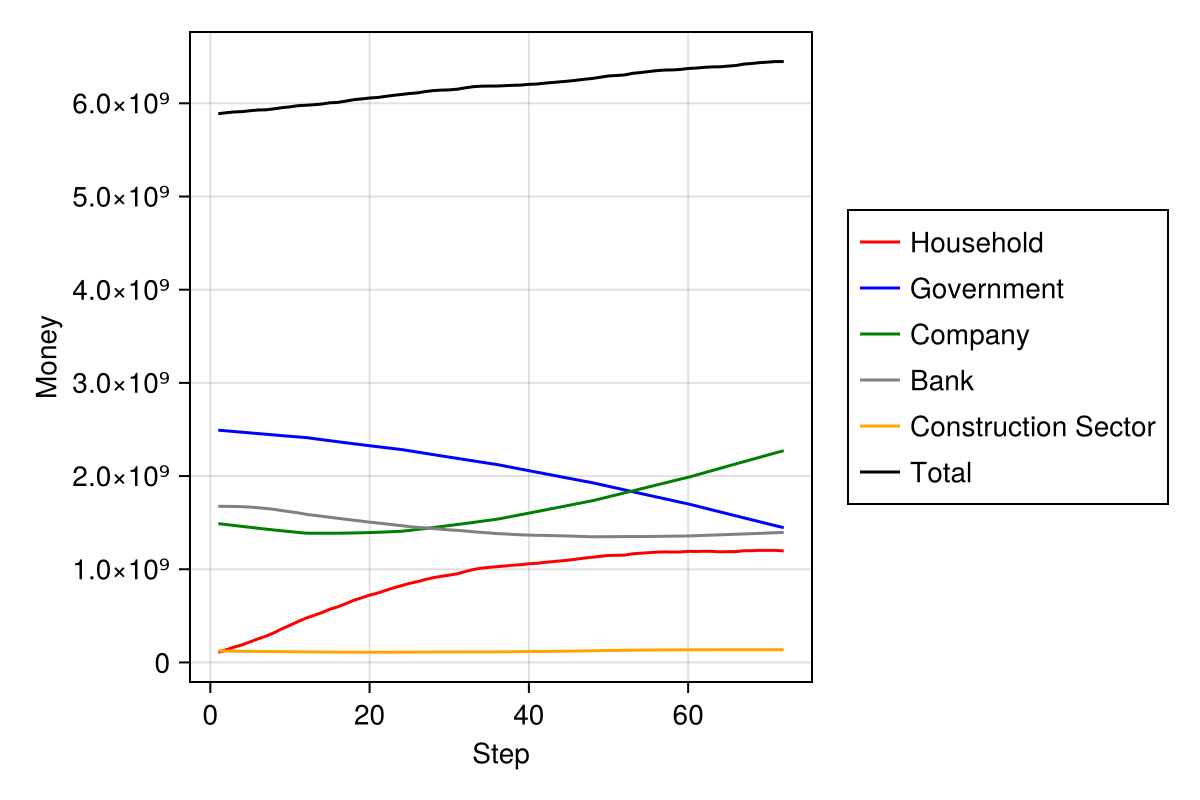 6.0×10⁹
5.0×10⁹
4.0×10⁹
3.0×10⁹
2.0×10⁹
1.0×10⁹
0
Money
0 20 40 60
Step
Household
Government
Company
Bank
Construction Sector
Total